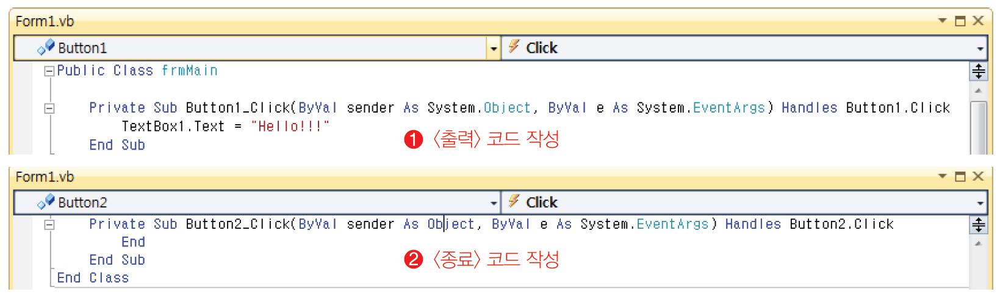 Form1.vb
Button1 Click
Public Class frmMain
Private Sub Button1_Click(ByVal sender As System.Object, ByVal e As System.EventArgs) Handles Button1.Click
TextBox1.Text = "Hello!!!"
❶ 〈출력〉 코드 작성
End Sub
Form1.vb
Button2 Click
Private Sub Button2_Click(ByVal sender As Object, ByVal e As System.EventArgs) Handles Button2.Click
End
End Sub
❷ 〈종료〉 코드 작성
End Class